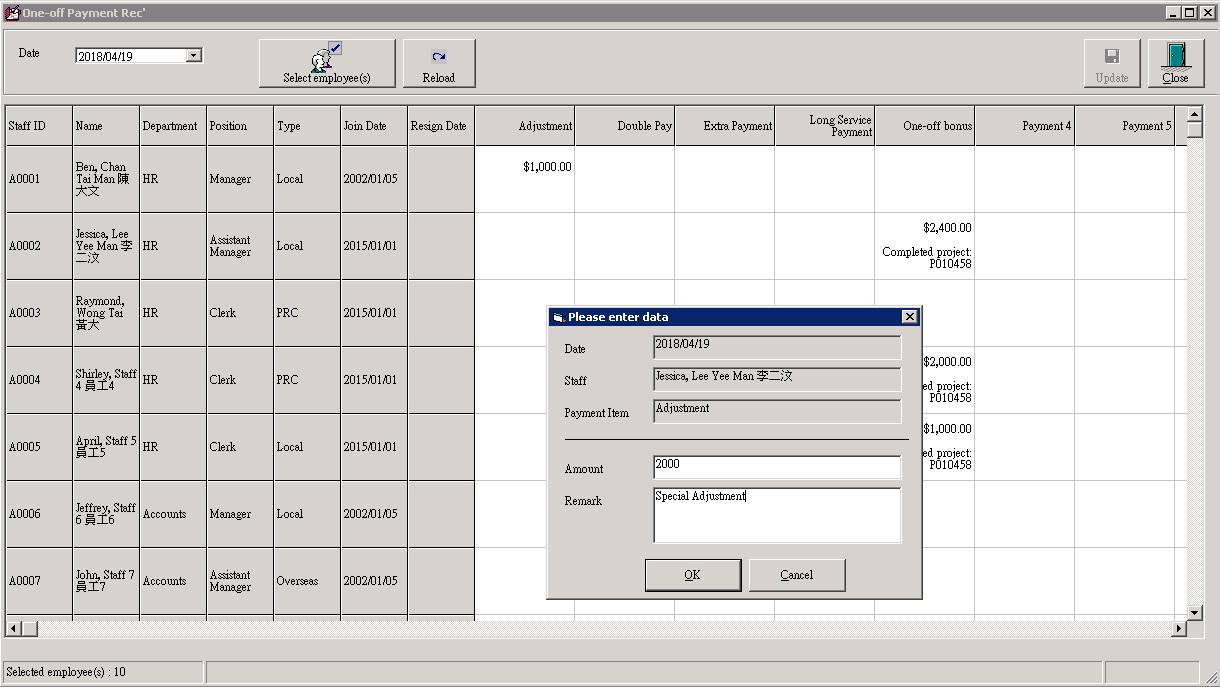 One-off Payment Rec'
Date
2018/04/19
Select employee(s)
Reload
Update
Close
Staff ID
Name
Department
Position
Type
Join Date
Resign Date
Adjustment
Double Pay
Extra Payment
Long Service
Payment
One-off bonus
Payment 4
Payment 5
A0001
Ben, Chan
Tai Man 陳
大文
HR
Manager
Local
2002/01/05
$1,000.00
A0002
Jessica, Lee
Yee Man 李
二汶
HR
Assistant
Manager
Local
2015/01/01
$2,400.00
Completed project:
P010458
A0003
Raymond,
Wong Tai
黃大
HR
Clerk
PRC
2015/01/01
A0004
Shirley, Staff
4 員工4
HR
Clerk
PRC
2015/01/01
$2,000.00
ed project:
P010458
A0005
April, Staff 5
員工5
HR
Clerk
Local
2015/01/01
$1,000.00
ed project:
P010458
A0006
Jeffrey, Staff
6 員工6
Accounts
Manager
Local
2002/01/05
A0007
John, Staff 7
員工7
Accounts
Assistant
Manager
Overseas
2002/01/05
Please enter data
Date
2018/04/19
Staff
Jessica, Lee Yee Man 李二汶
Payment Item
Adjustment
Amount
2000
Remark
Special Adjustment
OK
Cancel
Selected employee(s) : 10